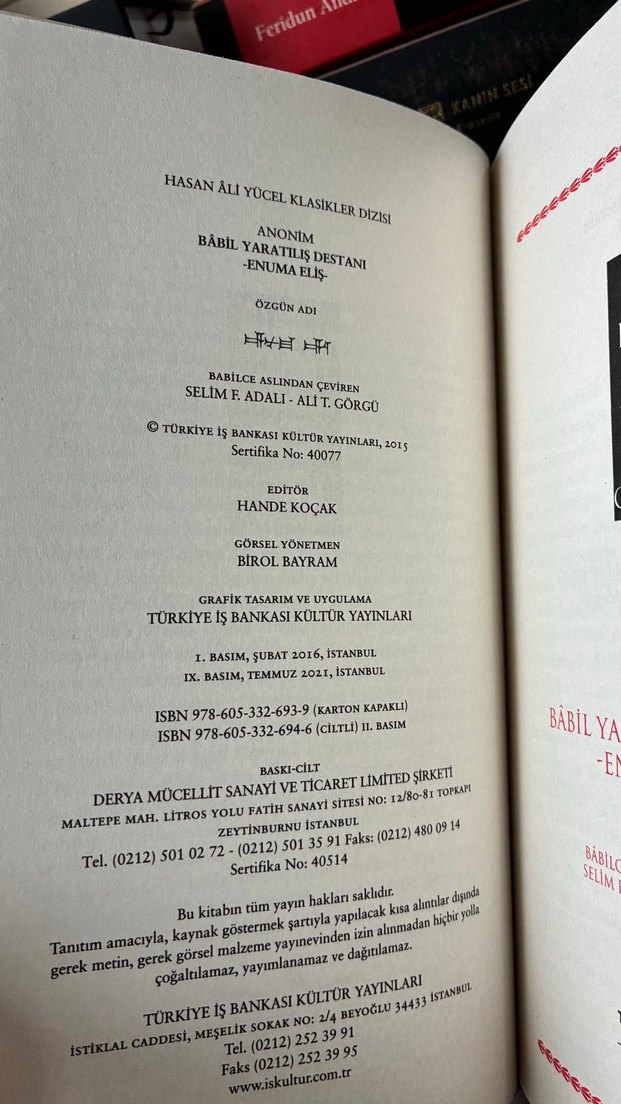 Feridun
KANIN SESİ
HASAN ÂLİ YÜCEL KLASİKLER DİZİSİ
ANONİM
BÂBİL YARATILIŞ DESTANI
-ENUMA ELİŞ-
ÖZGÜN ADI
BABİLCE ASLINDAN ÇEVİREN
SELİM F. ADALI - ALİ T. GÖRGÜ
© TÜRKİYE İŞ BANKASI KÜLTÜR YAYINLARI, 2015
Sertifika No: 40077
EDİTÖR
HANDE KOÇAK
GÖRSEL YÖNETMEN
BİROL BAYRAM
GRAFİK TASARIM VE UYGULAMA
TÜRKİYE İŞ BANKASI KÜLTÜR YAYINLARI
1. BASIM, ŞUBAT 2016, İSTANBUL
IX. BASIM, TEMMUZ 2021, İSTANBUL
ISBN 978-605-332-693-9 (KARTON KAPAKLI)
ISBN 978-605-332-694-6 (CİLTLİ) II. BASIM
BASKI-CİLT
DERYA MÜCELLİT SANAYİ VE TİCARET LIMITED ŞİRKETİ
MALTEPE MAH. LİTROS YOLU FATİH SANAYİ SİTESİ NO: 12/80-81 TOPKAPI
ZEYTİNBURNU İSTANBUL
Tel. (0212) 501 02 72 - (0212) 501 35 91 Faks: (0212) 480 09 14
Sertifika No: 40514
Bu kitabın tüm yayın hakları saklıdır.
Tanıtım amacıyla, kaynak göstermek şartıyla yapılacak kısa alıntılar dışında
gerek metin, gerek görsel malzeme yayınevinden izin alınmadan hiçbir yolla
çoğaltılamaz, yayımlanamaz ve dağıtılamaz.
TÜRKİYE İŞ BANKASI KÜLTÜR YAYINLARI
İSTİKLAL CADDESİ, MEŞELİK SOKAK NO: 2/4 BEYOĞLU 34433 İSTANBUL
Tel. (0212) 252 39 91
Faks (0212) 252 39 95
www.iskultur.com.tr
BÂBİL YA
-EN
BÂBİLC
SELİM F